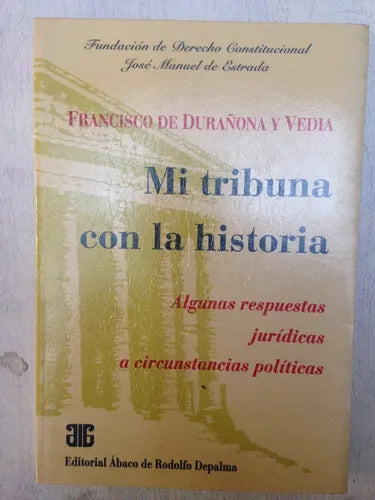 Fundación de Derecho Constitucional
José Manuel de Estrada
FRANCISCO DE DURAÑONA Y VEDIA
Mi tribuna
con la historia
Algunas respuestas
jurídicas
a circunstancias políticas
Editorial Ábaco de Rodolfo Depalma